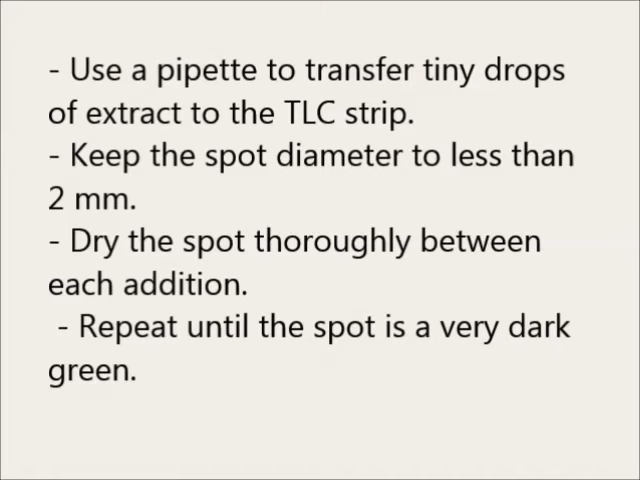 - Use a pipette to transfer tiny drops
of extract to the TLC strip.
- Keep the spot diameter to less than
2 mm.
- Dry the spot thoroughly between
each addition.
- Repeat until the spot is a very dark
green.